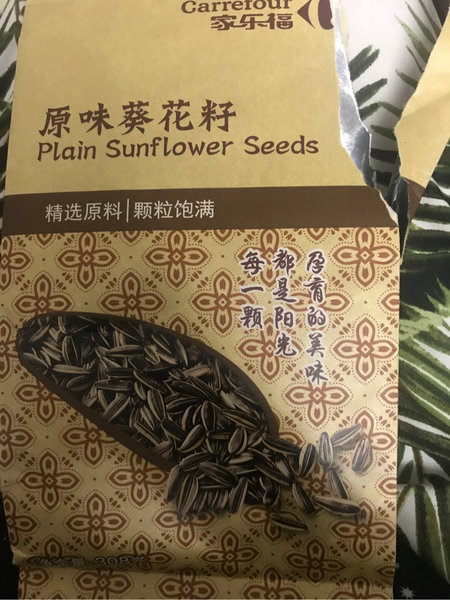 Carrefour
家乐福
原味葵花籽
Plain Sunflower Seeds
精选原料|颗粒饱满
每一颗
都是阳光
孕育的美味